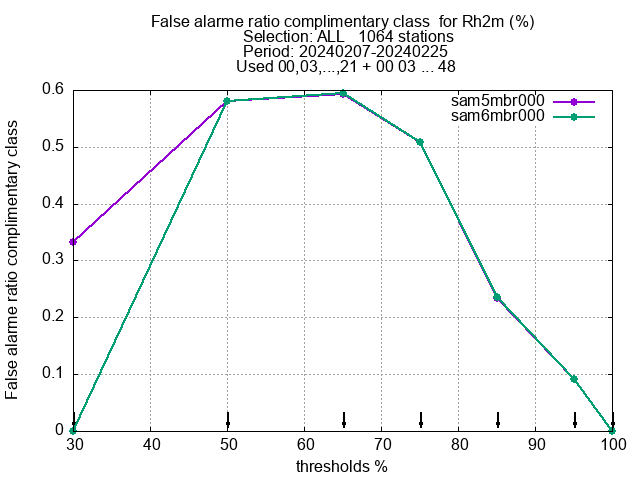 False alarme ratio complimentary class  for Rh2m (%)
Selection: ALL   1064 stations
Period: 20240207-20240225
Used 00,03,...,21 + 00 03 ... 48
sam5mbr000
sam6mbr000
False alarme ratio complimentary class
0.6
0.5
0.4
0.3
0.2
0.1
0
30 40 50 60 70 80 90 100
thresholds %